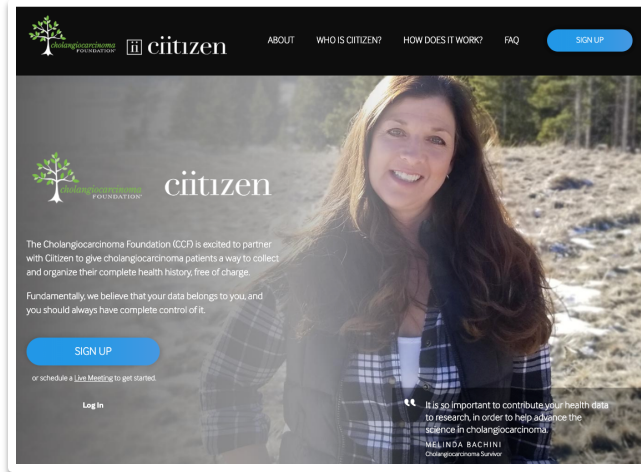 cholangiocarcinoma
FOUNDATION
ciitizen
ABOUT
WHO IS CIITIZEN?
HOW DOES IT WORK?
FAQ
SIGN UP
cholangiocarcinoma
FOUNDATION
ciitizen
The Cholangiocarcinoma Foundation (CCF) is excited to partner
with Ciitizen to give cholangiocarcinoma patients a way to collect
and organize their complete health history, free of charge.
Fundamentally, we believe that your data belongs to you, and
you should always have complete control of it.
SIGN UP
or schedule a Live Meeting to get started.
Log In
“ It is so important to contribute your health data
to research, in order to help advance the
science in cholangiocarcinoma.
MELINDA BACHINI
Cholangiocarcinoma Survivor